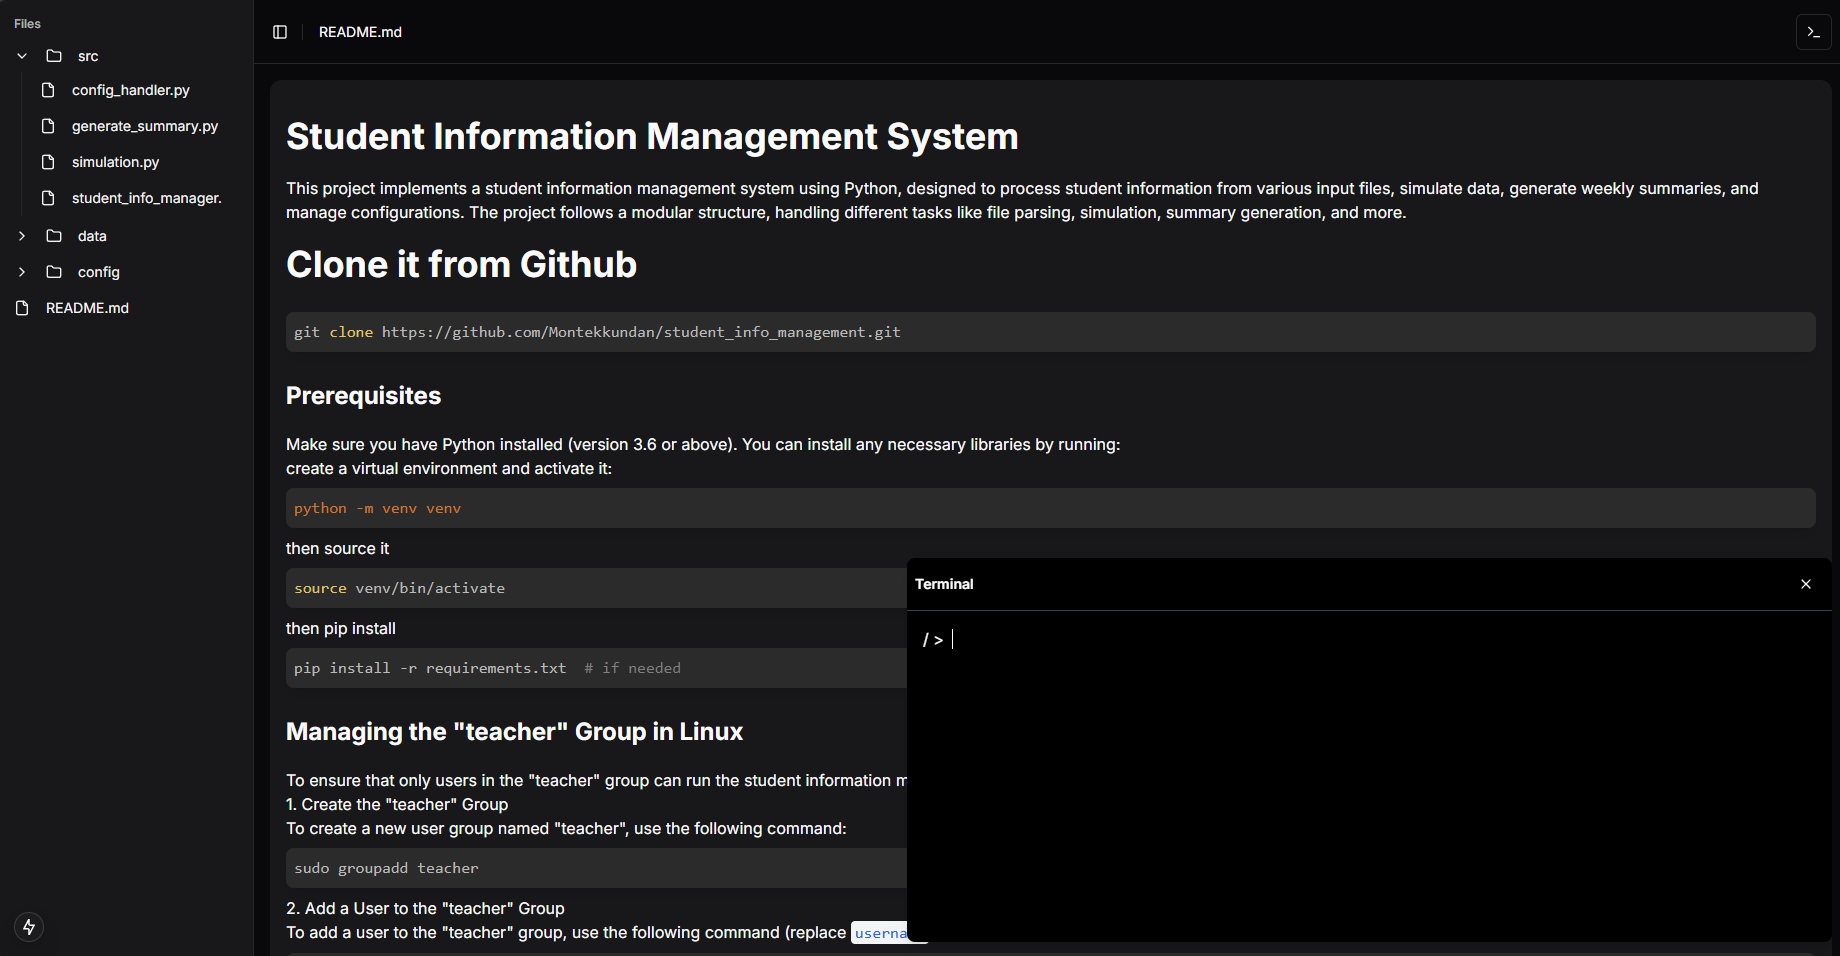 Files
src
config_handler.py
generate_summary.py
simulation.py
student_info_manager.
data
config
README.md
README.md
Student Information Management System
This project implements a student information management system using Python, designed to process student information from various input files, simulate data, generate weekly summaries, and
manage configurations. The project follows a modular structure, handling different tasks like file parsing, simulation, summary generation, and more.
Clone it from Github
git clone https://github.com/Montekkundan/student_info_management.git
Prerequisites
Make sure you have Python installed (version 3.6 or above). You can install any necessary libraries by running:
create a virtual environment and activate it:
python -m venv venv
then source it
source venv/bin/activate
then pip install
pip install -r requirements.txt  # if needed
Managing the "teacher" Group in Linux
To ensure that only users in the "teacher" group can run the student information m
1. Create the "teacher" Group
To create a new user group named "teacher", use the following command:
sudo groupadd teacher
2. Add a User to the "teacher" Group
To add a user to the "teacher" group, use the following command (replace userna
Terminal
/ >